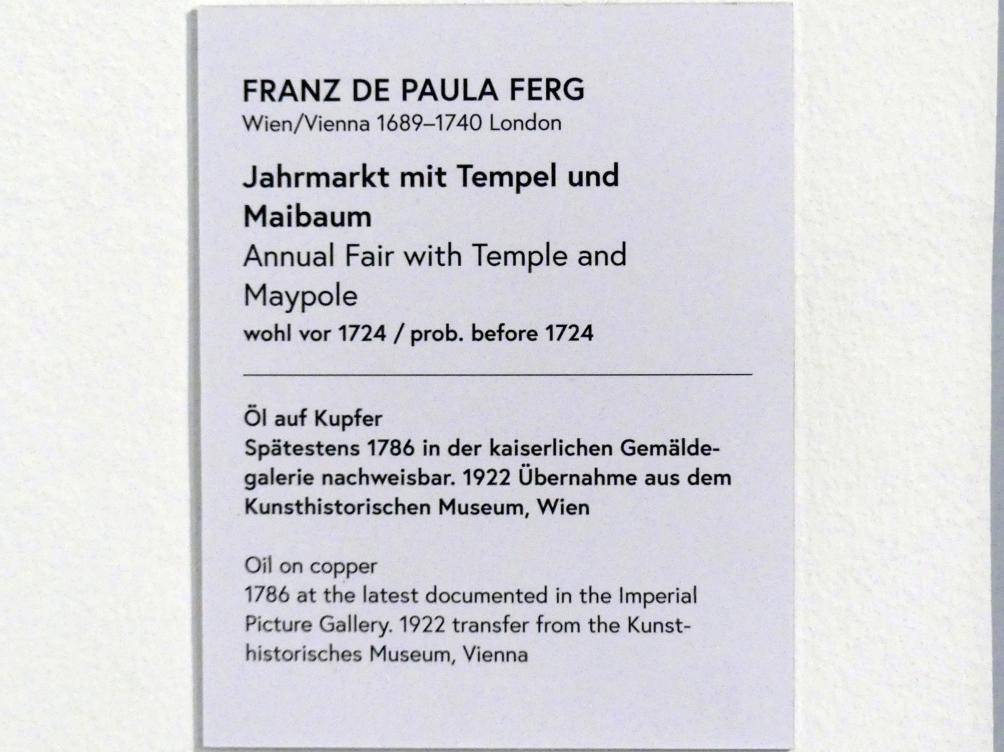 FRANZ DE PAULA FERG
Wien/Vienna 1689–1740 London
Jahrmarkt mit Tempel und
Maibaum
Annual Fair with Temple and
Maypole
wohl vor 1724 / prob. before 1724
Öl auf Kupfer
Spätestens 1786 in der kaiserlichen Gemälde-
galerie nachweisbar. 1922 Übernahme aus dem
Kunsthistorischen Museum, Wien
Oil on copper
1786 at the latest documented in the Imperial
Picture Gallery. 1922 transfer from the Kunst-
historisches Museum, Vienna